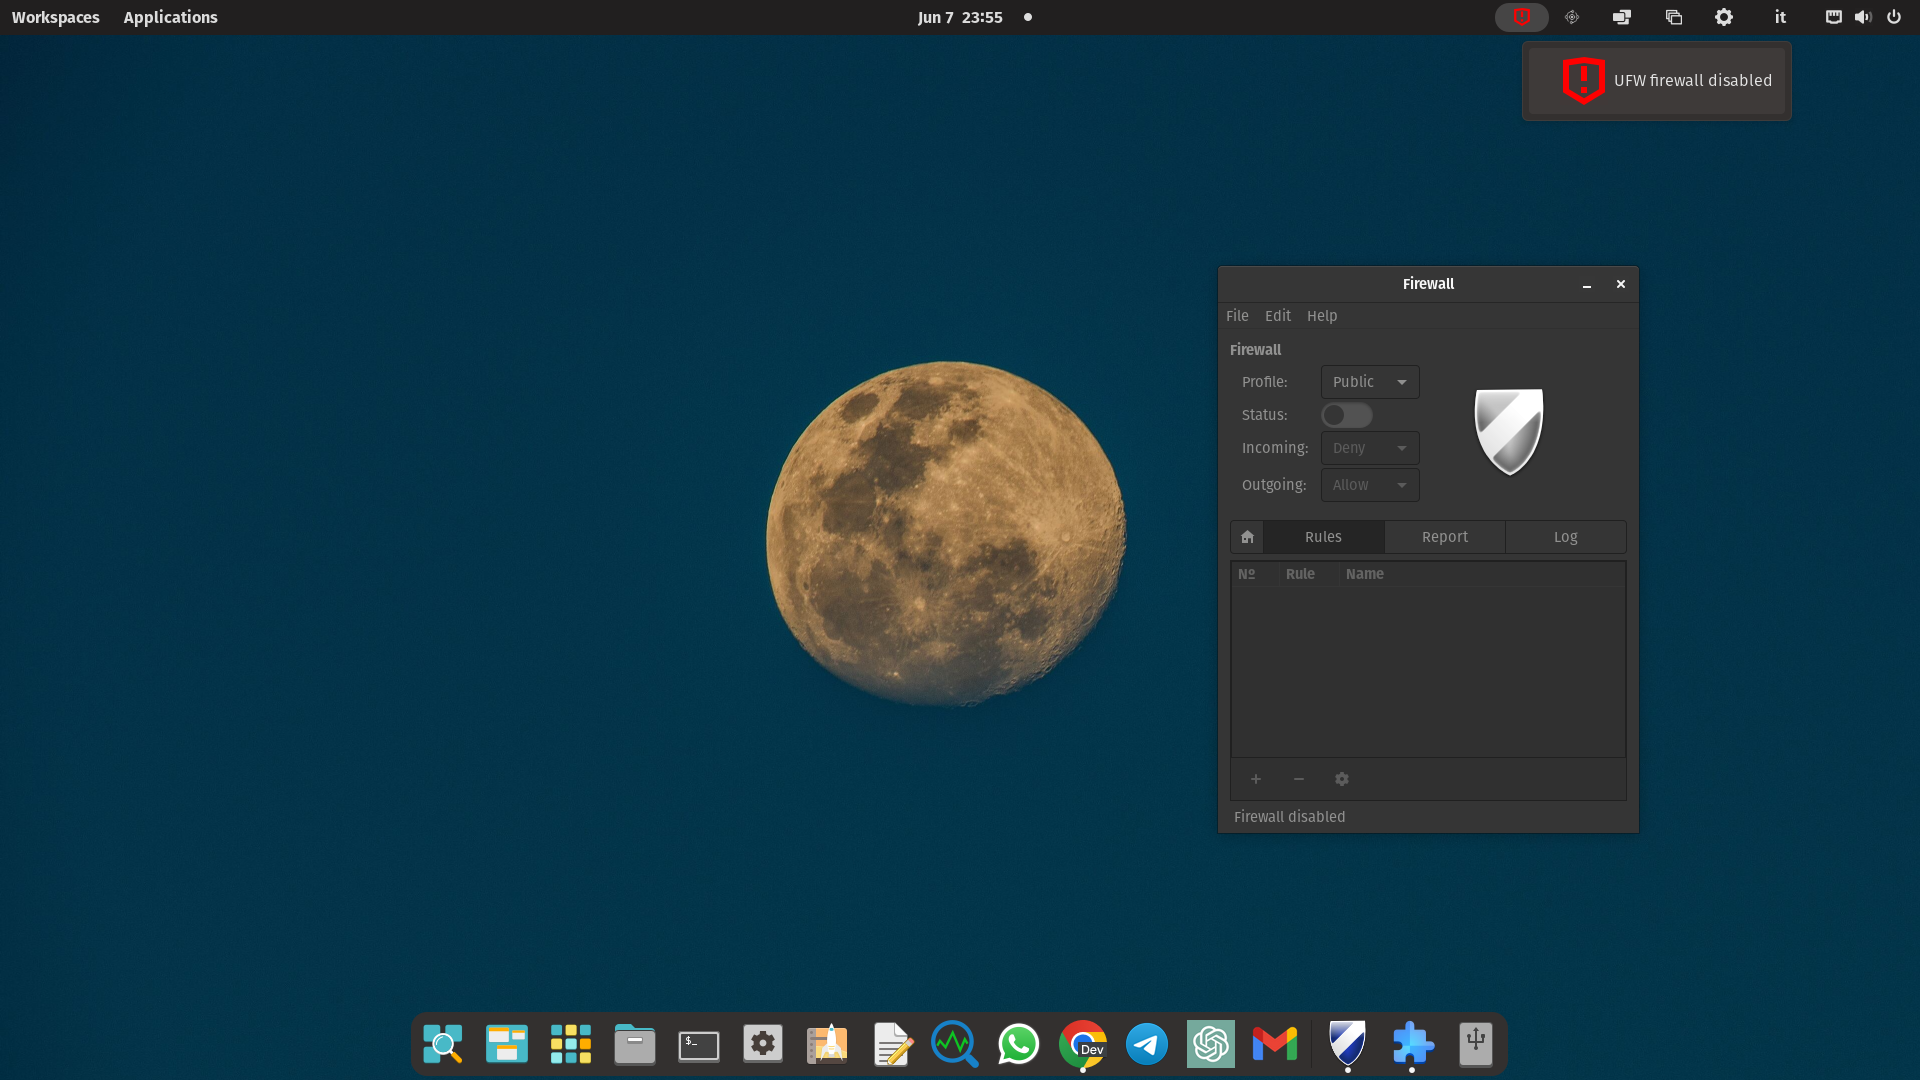 Workspaces Applications Jun 7 23:55 it
UFW firewall disabled
Firewall
File Edit Help
Firewall
Profile: Public
Status:
Incoming: Deny
Outgoing: Allow
Rules Report Log
Nº Rule Name
Firewall disabled
$_
Dev